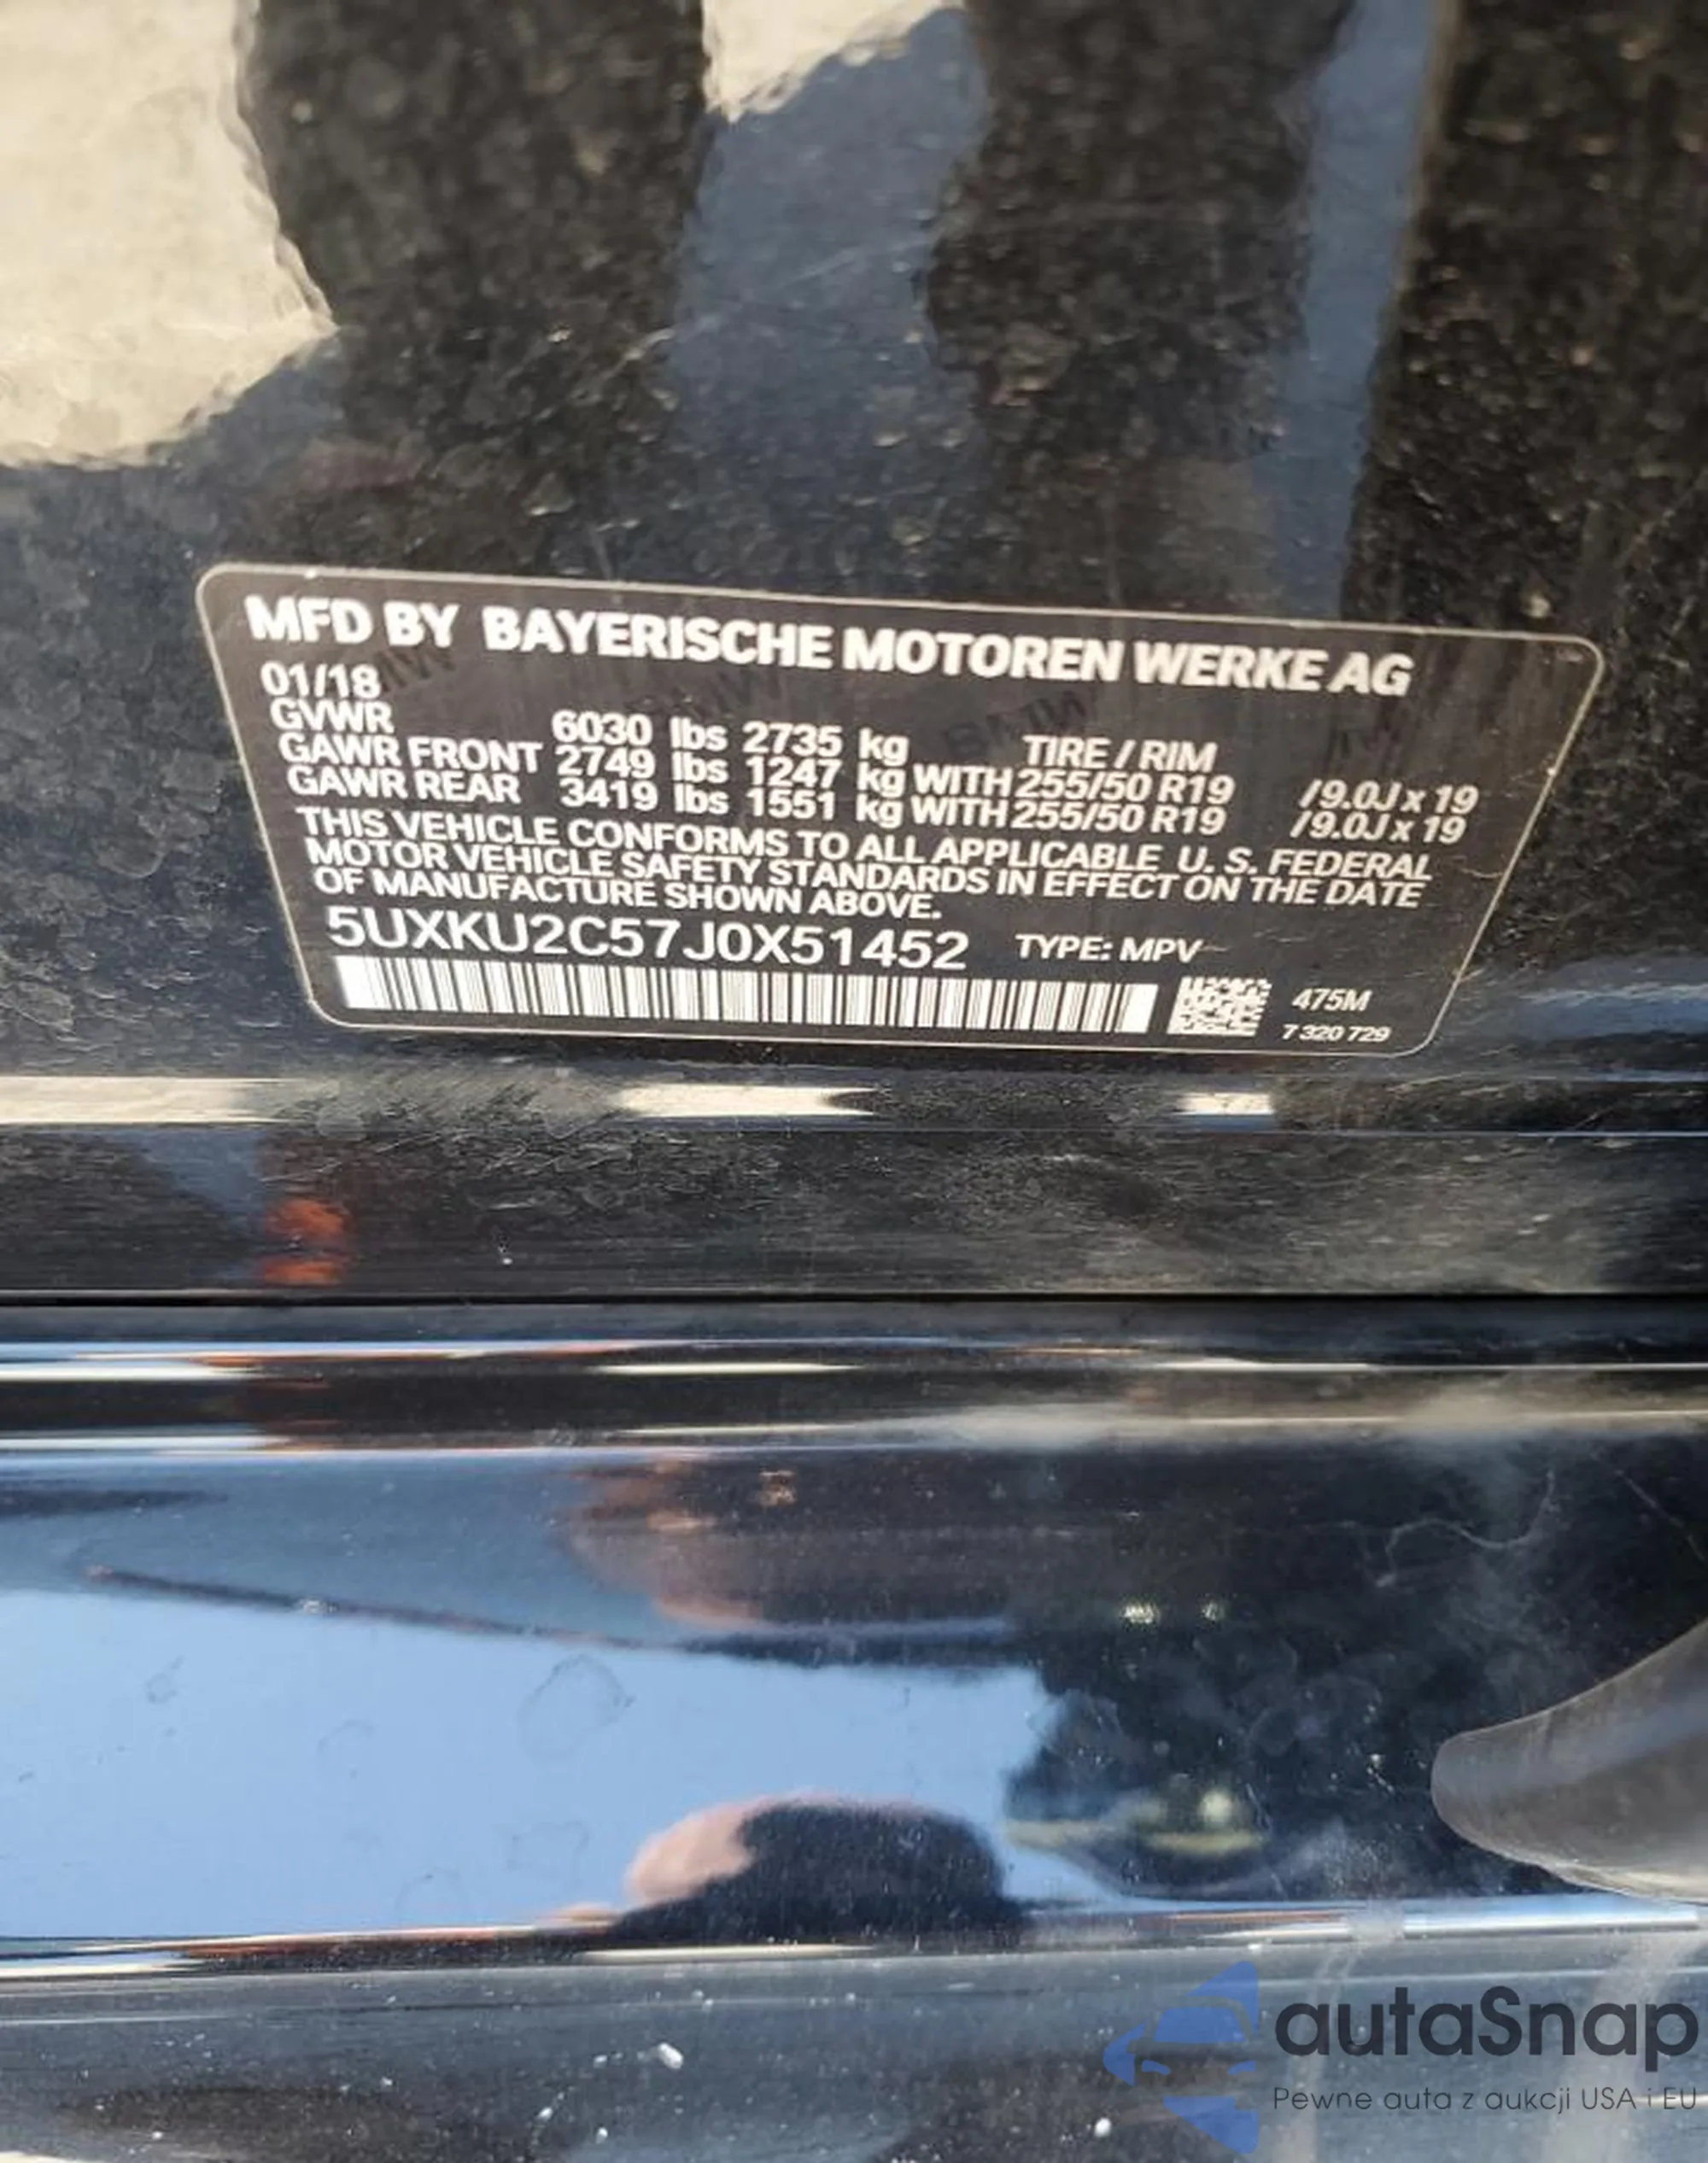 MFD BY BAYERISCHE MOTOREN WERKE AG
01/18
GVWR 6030 lbs 2735 kg TIRE / RIM
GAWR FRONT 2749 lbs 1247 kg WITH 255/50 R19 /9.0J x 19
GAWR REAR 3419 lbs 1551 kg WITH 255/50 R19 /9.0J x 19
THIS VEHICLE CONFORMS TO ALL APPLICABLE U. S. FEDERAL
MOTOR VEHICLE SAFETY STANDARDS IN EFFECT ON THE DATE
OF MANUFACTURE SHOWN ABOVE.
5UXKU2C57J0X51452 TYPE: MPV
475M
7 320 729
autaSnap
Pewne auta z aukcji USA i EU